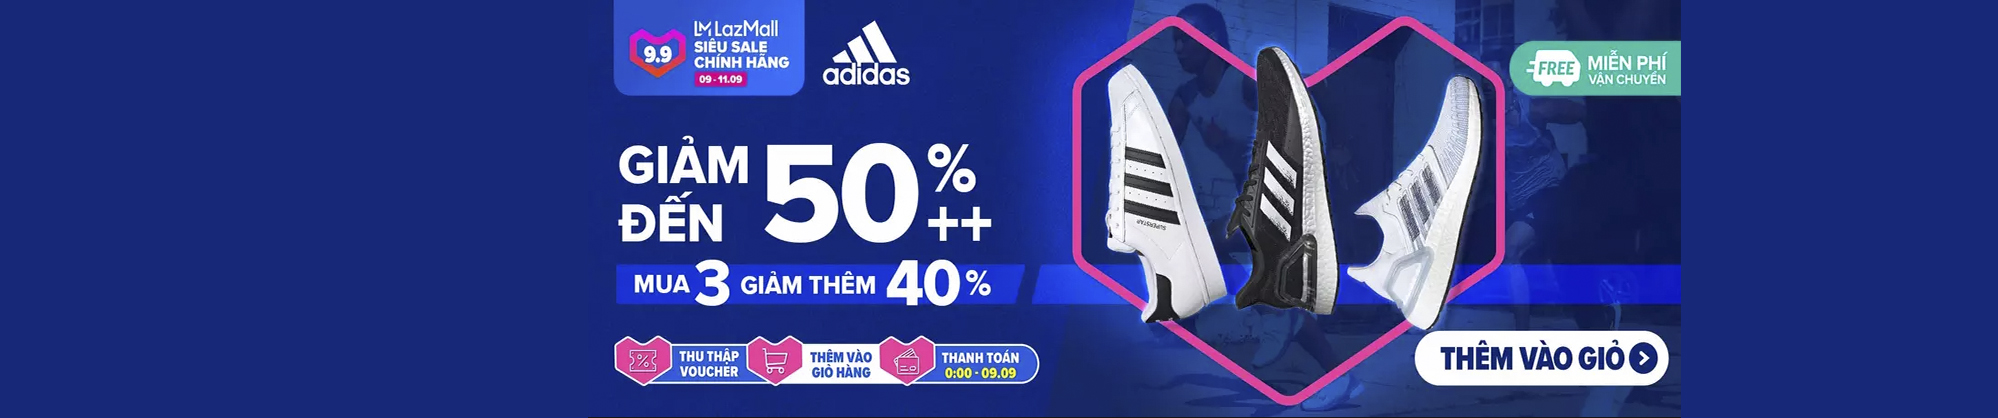 LazMall
9.9
SIÊU SALE
CHÍNH HÃNG
09 - 11.09
adidas
FREE
MIỄN PHÍ
VẬN CHUYỂN
GIẢM
ĐẾN
50%
++
SUPERSTAR
MUA 3 GIẢM THÊM 40%
THU THẬP
VOUCHER
THÊM VÀO
GIỎ HÀNG
THANH TOÁN
0:00 - 09.09
THÊM VÀO GIỎ